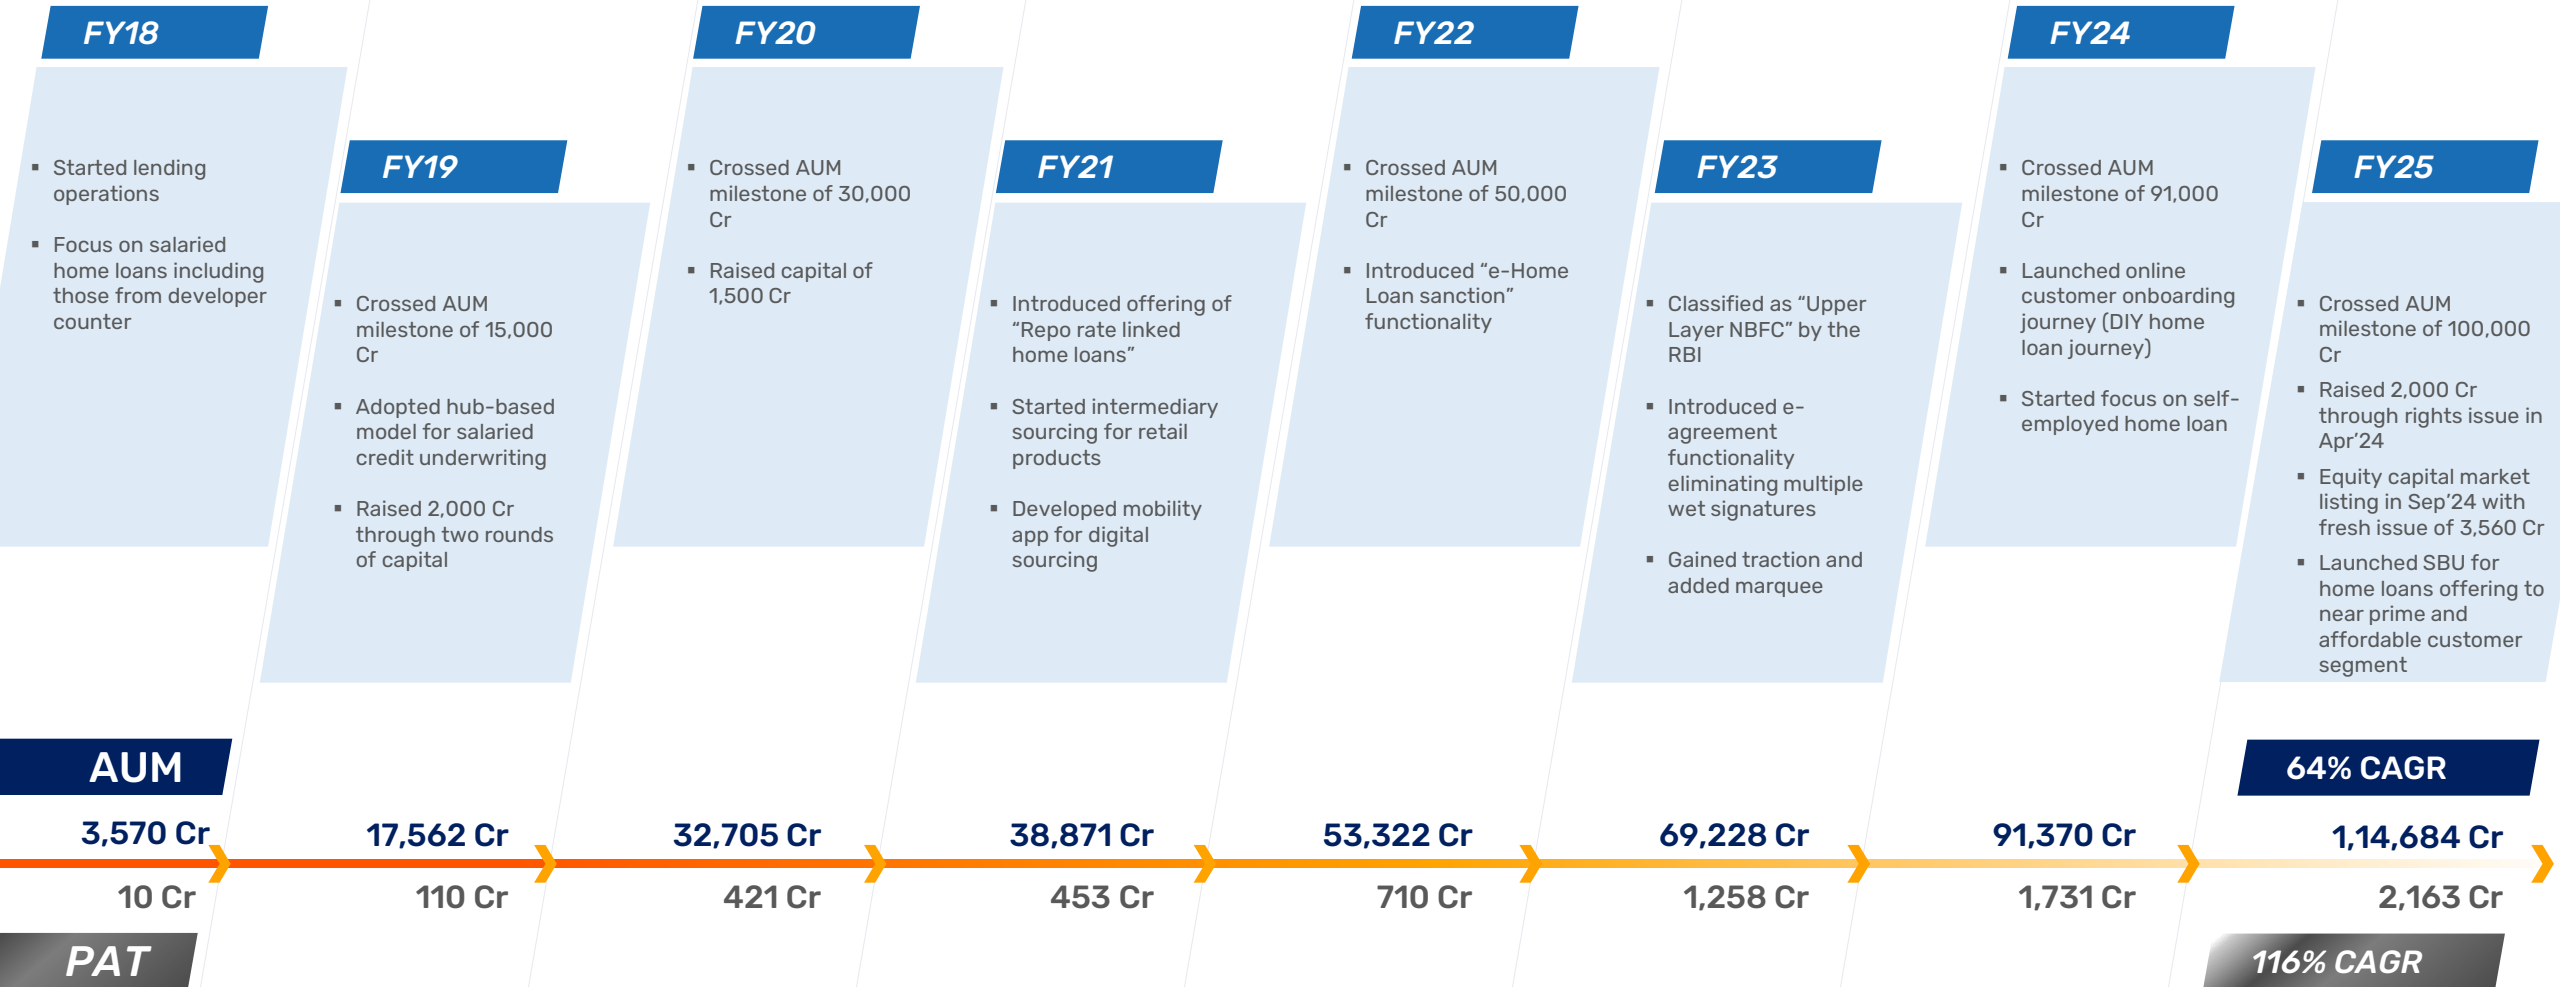 FY18
▪ Started lending
operations
▪ Focus on salaried
home loans including
those from developer
counter
FY19
▪ Crossed AUM
milestone of 15,000
Cr
▪ Adopted hub-based
model for salaried
credit underwriting
▪ Raised 2,000 Cr
through two rounds
of capital
FY20
▪ Crossed AUM
milestone of 30,000
Cr
▪ Raised capital of
1,500 Cr
FY21
▪ Introduced offering of
“Repo rate linked
home loans”
▪ Started intermediary
sourcing for retail
products
▪ Developed mobility
app for digital
sourcing
FY22
▪ Crossed AUM
milestone of 50,000
Cr
▪ Introduced “e-Home
Loan sanction”
functionality
FY23
▪ Classified as “Upper
Layer NBFC” by the
RBI
▪ Introduced e-
agreement
functionality
eliminating multiple
wet signatures
▪ Gained traction and
added marquee
FY24
▪ Crossed AUM
milestone of 91,000
Cr
▪ Launched online
customer onboarding
journey (DIY home
loan journey)
▪ Started focus on self-
employed home loan
FY25
▪ Crossed AUM
milestone of 100,000
Cr
▪ Raised 2,000 Cr
through rights issue in
Apr’24
▪ Equity capital market
listing in Sep’24 with
fresh issue of 3,560 Cr
▪ Launched SBU for
home loans offering to
near prime and
affordable customer
segment
AUM
64% CAGR
3,570 Cr 17,562 Cr 32,705 Cr 38,871 Cr 53,322 Cr 69,228 Cr 91,370 Cr 1,14,684 Cr
10 Cr 110 Cr 421 Cr 453 Cr 710 Cr 1,258 Cr 1,731 Cr 2,163 Cr
PAT
116% CAGR